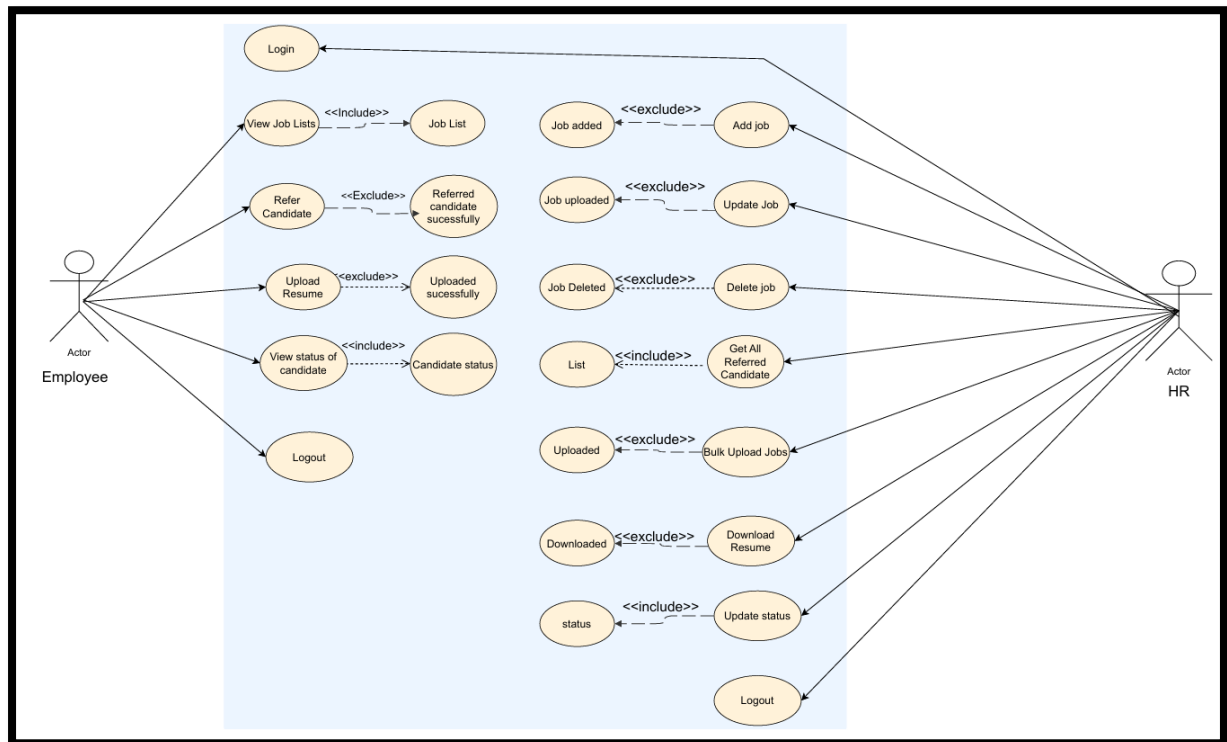 Login
View Job Lists
<<Include>>
Job List
Job added
<<exclude>>
Add job
Refer
Candidate
<<Exclude>>
Referred
candidate
sucessfully
Job uploaded
<<exclude>>
Update Job
Upload
Resume
<<exclude>>
Uploaded
sucessfully
Job Deleted
<<exclude>>
Delete job
View status of
candidate
<<include>>
Candidate status
List
<<include>>
Get All
Referred
Candidate
Actor
Employee
Actor
HR
Logout
Uploaded
<<exclude>>
Bulk Upload Jobs
Downloaded
<<exclude>>
Download
Resume
status
<<include>>
Update status
Logout